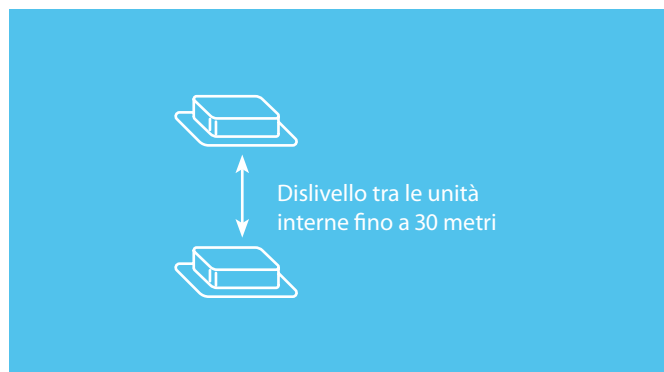 Dislivello tra le unità
interne fino a 30 metri